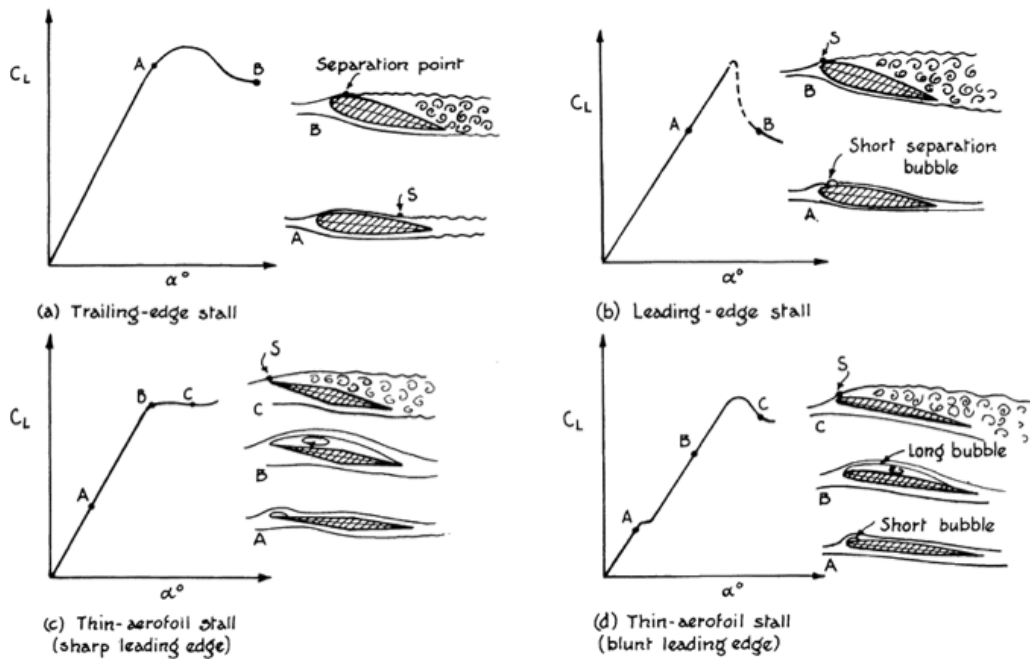 C_L
A
B
Separation point
B
S
A
α°
(a) Trailing-edge stall
C_L
A
B
S
B
Short separation
bubble
A.
α°
(b) Leading-edge stall
C_L
A
B
C
S
C
B
A
α°
(c) Thin-aerofoil stall
(sharp leading edge)
C_L
A
B
C
S
C
Long bubble
B
Short bubble
A
α°
(d) Thin-aerofoil stall
(blunt leading edge)